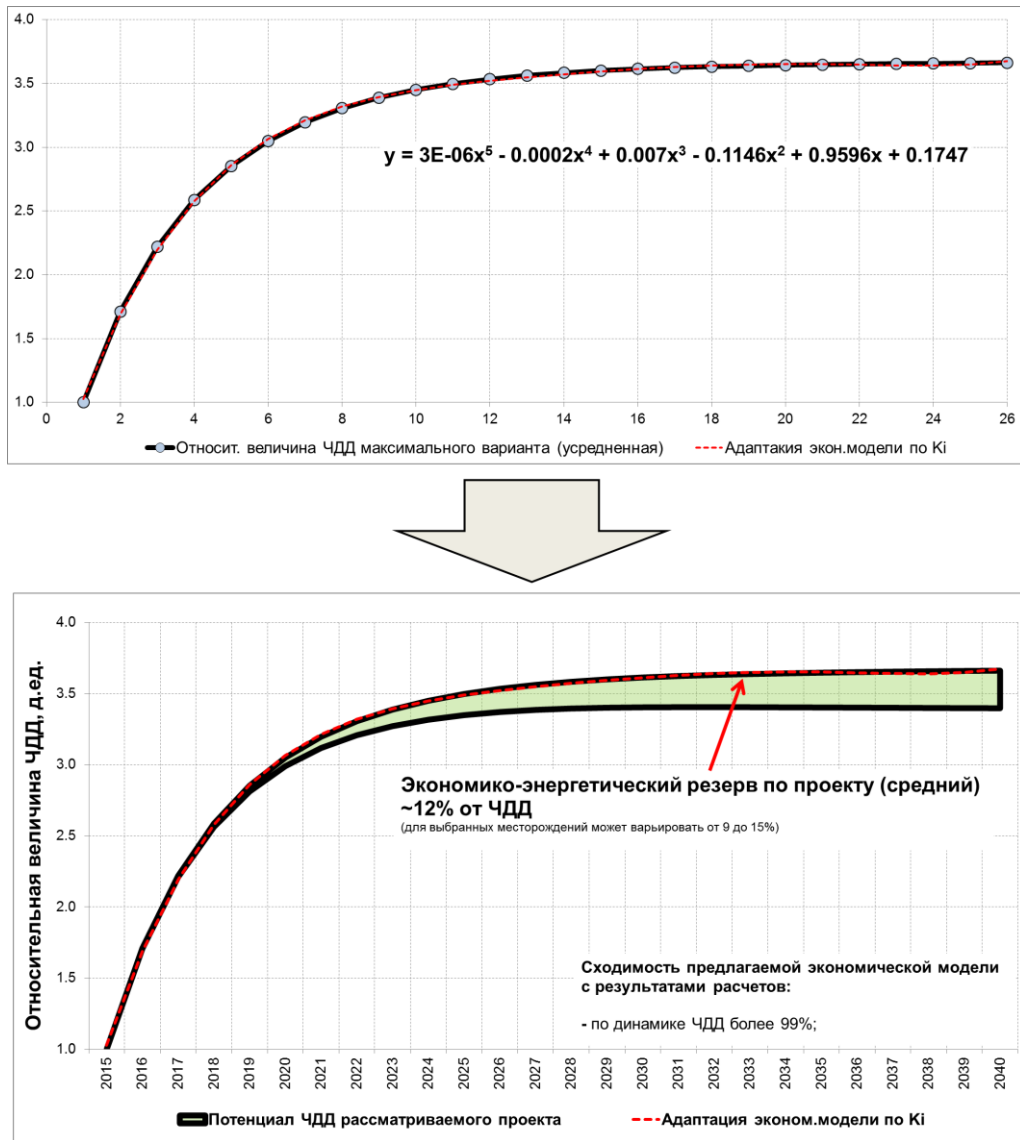 4.0
3.5
3.0
2.5
2.0
1.5
1.0
y = 3E-06x⁵ - 0.0002x⁴ + 0.007x³ - 0.1146x² + 0.9596x + 0.1747
0 2 4 6 8 10 12 14 16 18 20 22 24 26
Относит. величина ЧДД максимального варианта (усредненная) Адаптакия экон.модели по Ki
Относительная величина ЧДД, д.ед.
4.0
3.5
3.0
2.5
2.0
1.5
1.0
Экономико-энергетический резерв по проекту (средний)
~12% от ЧДД
(для выбранных месторождений может варьировать от 9 до 15%)
Сходимость предлагаемой экономической модели
с результатами расчетов:
- по динамике ЧДД более 99%;
2015 2016 2017 2018 2019 2020 2021 2022 2023 2024 2025 2026 2027 2028 2029 2030 2031 2032 2033 2034 2035 2036 2037 2038 2039 2040
Потенциал ЧДД рассматриваемого проекта Адаптация эконом.модели по Ki